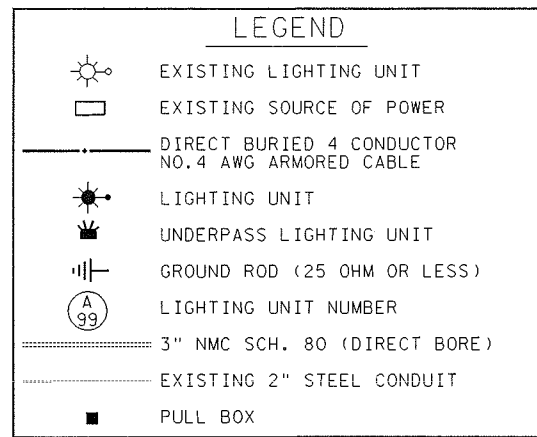 LEGEND
EXISTING LIGHTING UNIT
EXISTING SOURCE OF POWER
DIRECT BURIED 4 CONDUCTOR
NO.4 AWG ARMORED CABLE
LIGHTING UNIT
UNDERPASS LIGHTING UNIT
GROUND ROD (25 OHM OR LESS)
A
99
LIGHTING UNIT NUMBER
3" NMC SCH. 80 (DIRECT BORE)
EXISTING 2" STEEL CONDUIT
PULL BOX